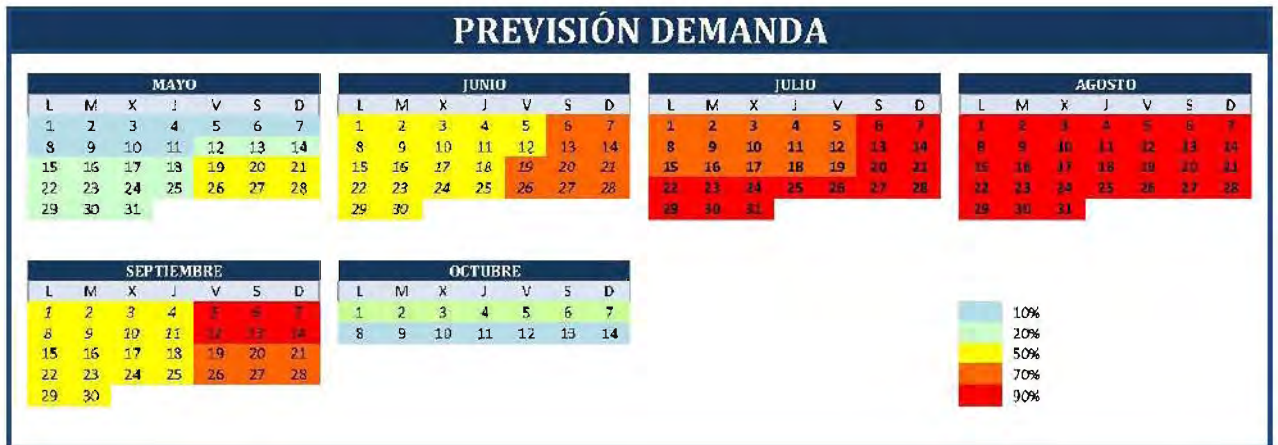 PREVISIÓN DEMANDA
MAYO JUNIO JULIO AGOSTO
L M X J V S D L M X J V S D L M X J V S D L M X J V S D
1 2 3 4 5 6 7 1 2 3 4 5 6 7 1 2 3 4 5 6 7 1 2 3 4 5 6 7
8 9 10 11 12 13 14 8 9 10 11 12 13 14 8 9 10 11 12 13 14 8 9 10 11 12 13 14
15 16 17 18 19 20 21 15 16 17 18 19 20 21 15 16 17 18 19 20 21 15 16 17 18 19 20 21
22 23 24 25 26 27 28 22 23 24 25 26 27 28 22 23 24 25 26 27 28 22 23 24 25 26 27 28
29 30 31 29 30 29 30 31 29 30 31
SEPTIEMBRE OCTUBRE
L M X J V S D L M X J V S D
1 2 3 4 5 6 7 1 2 3 4 5 6 7 10%
8 9 10 11 12 13 14 8 9 10 11 12 13 14 20%
15 16 17 18 19 20 21 50%
22 23 24 25 26 27 28 70%
29 30 90%